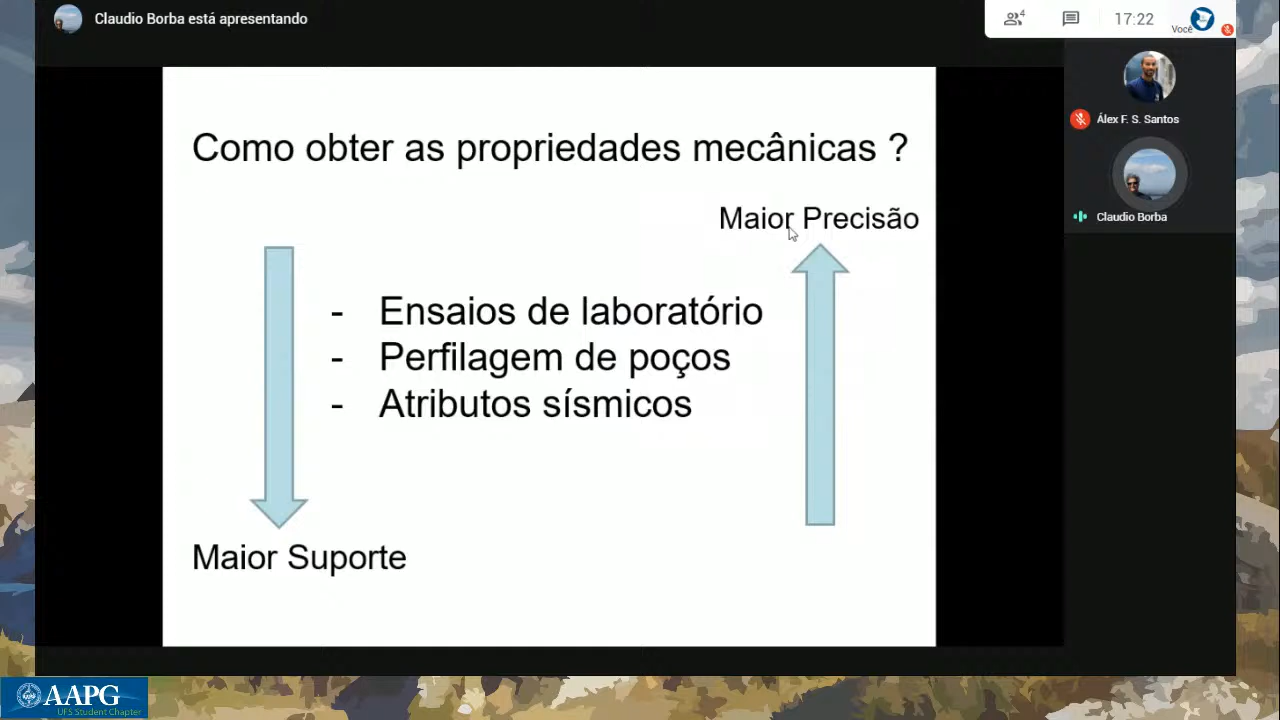 Claudio Borba está apresentando
4
17:22
Você
Álex F. S. Santos
Claudio Borba
Como obter as propriedades mecânicas ?
Maior Precisão
- Ensaios de laboratório
- Perfilagem de poços
- Atributos sísmicos
Maior Suporte
AAPG
UFS Student Chapter